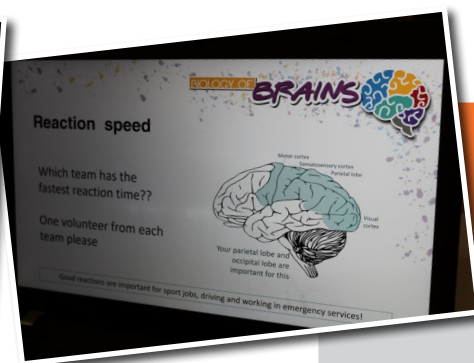 BIOLOGY OF
BRAINS
Reaction speed
Which team has the
fastest reaction time??
One volunteer from each
team please
Motor cortex
Somatosensory cortex
Parietal lobe
Visual
cortex
Your parietal lobe and
occipital lobe are
important for this
Good reactions are important for sport jobs, driving and working in emergency services!